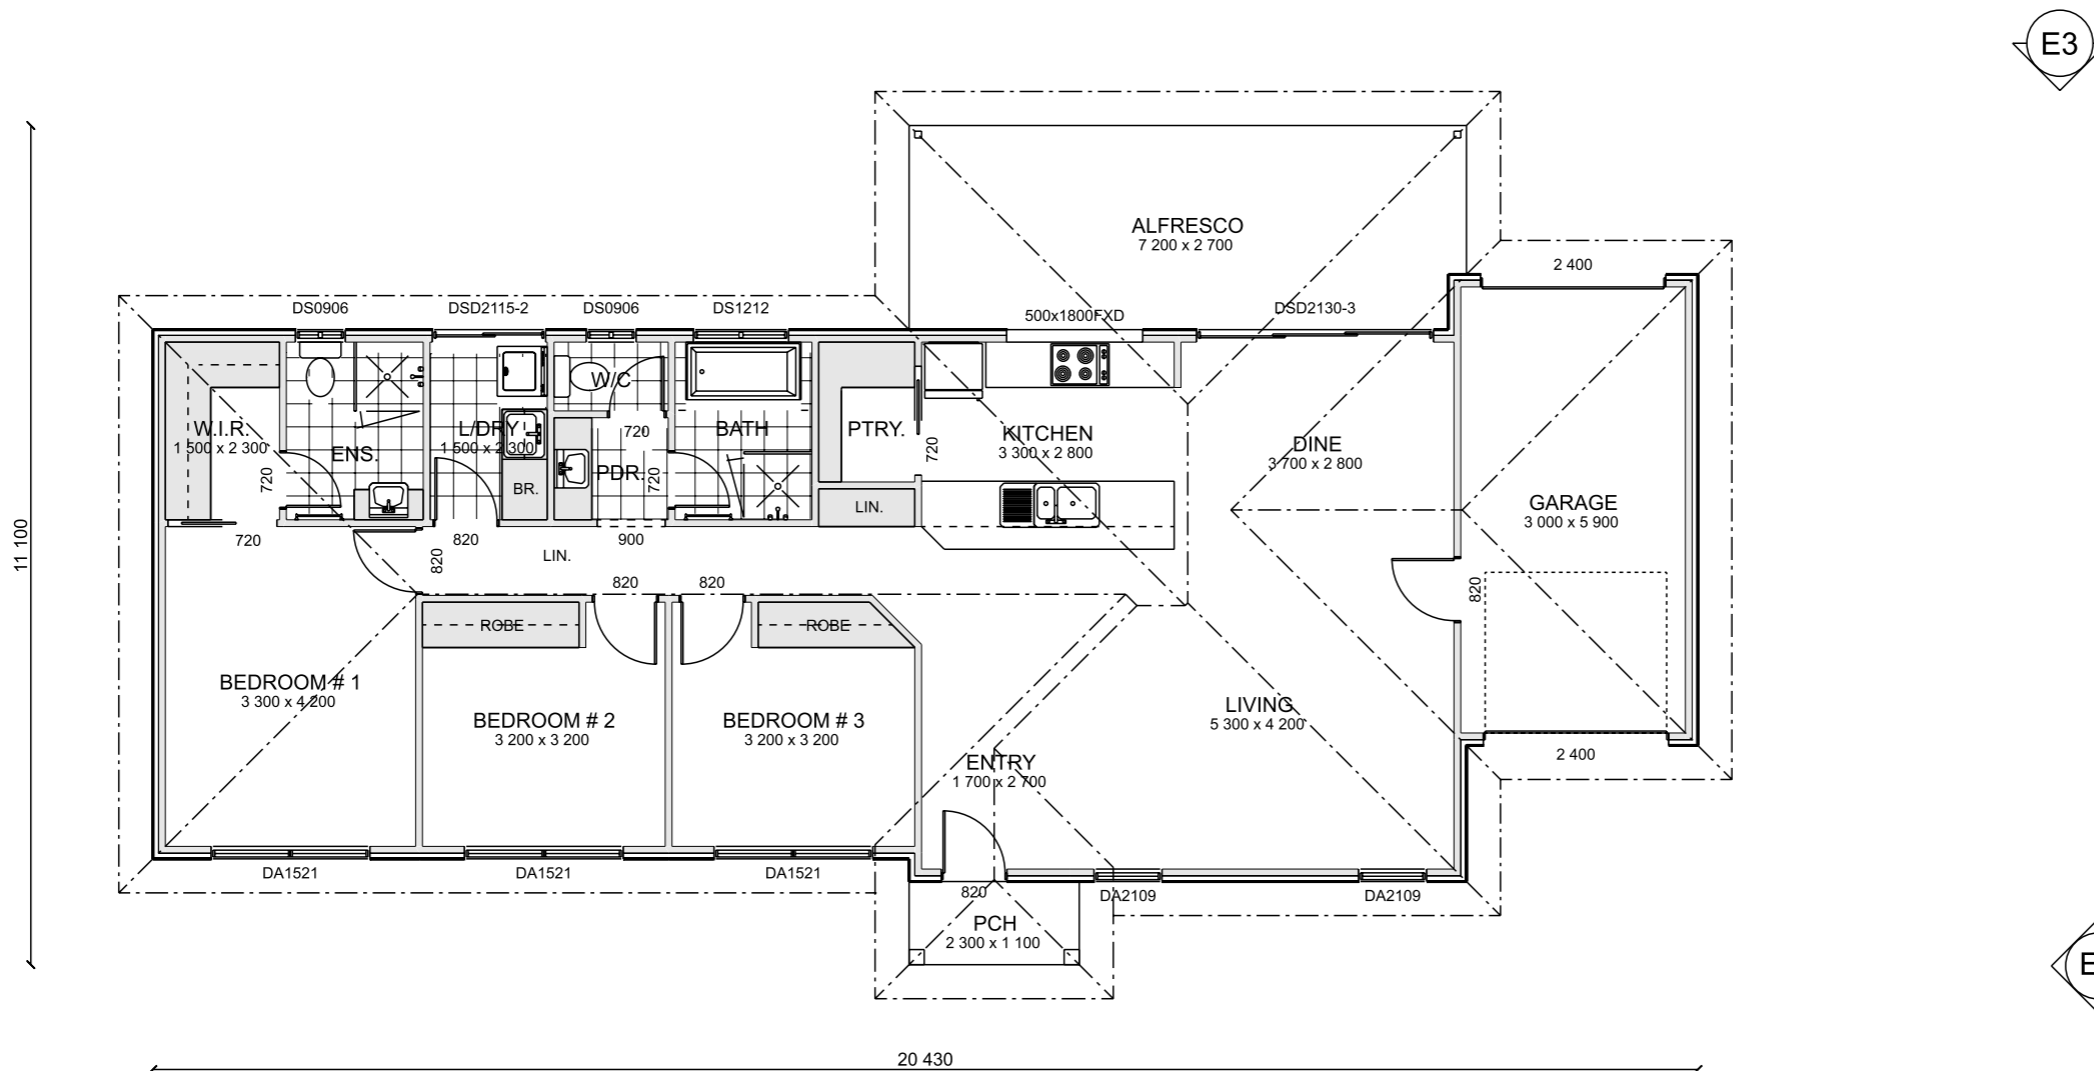 E3
ALFRESCO
7 200 x 2 700
2 400
DS0906
DSD2115-2
DS0906
DS1212
500x1800FXD
DSD2130-3
W/C
W.I.R.
1 500 x 2 300
ENS.
L/DRY
1 500 x 2 300
720
BATH
PTRY.
KITCHEN
3 300 x 2 800
DINE
3 700 x 2 800
720
720
720
PDR.
BR.
LIN.
GARAGE
3 000 x 5 900
11 100
720
820
820
LIN.
900
820
820
820
ROBE
ROBE
BEDROOM # 1
3 300 x 4 200
BEDROOM # 2
3 200 x 3 200
BEDROOM # 3
3 200 x 3 200
LIVING
5 300 x 4 200
ENTRY
1 700 x 2 700
2 400
DA1521
DA1521
DA1521
820
DA2109
DA2109
PCH
2 300 x 1 100
20 430